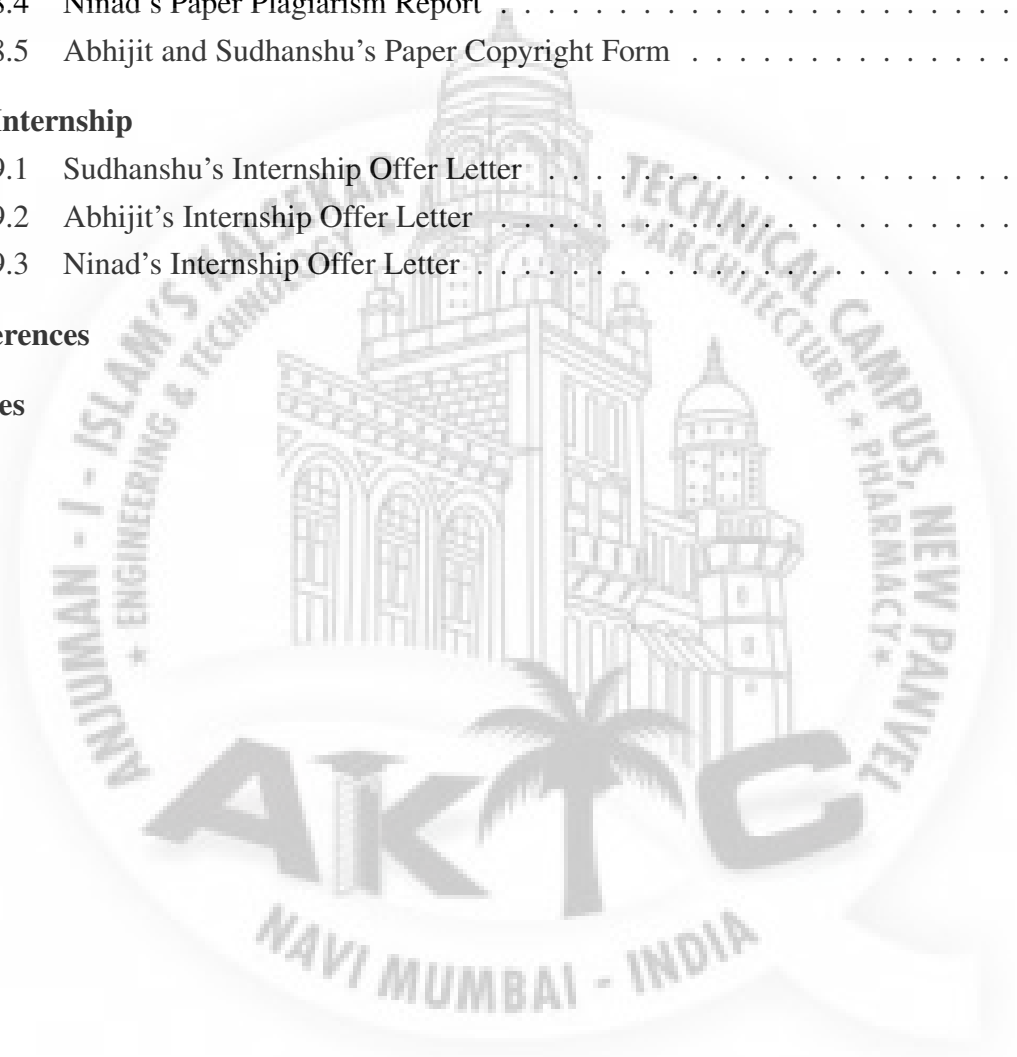 8.4 Ninad's Paper Plagiarism Report . . . . . . . . . . . . . . . . . . . . . .
8.5 Abhijit and Sudhanshu's Paper Copyright Form . . . . . . . . . . . . . .
Internship
9.1 Sudhanshu's Internship Offer Letter . . . . . . . . . . . . . . . . . . . .
9.2 Abhijit's Internship Offer Letter . . . . . . . . . . . . . . . . . . . . . .
9.3 Ninad's Internship Offer Letter . . . . . . . . . . . . . . . . . . . . . . .
erences
es
ANJUMAN - I - ISLAM'S KALSEKAR TECHNICAL CAMPUS, NEW PANVEL
* ENGINEERING & TECHNOLOGY *ARCHITECTURE * PHARMACY*
AKTC
NAVI MUMBAI - INDIA